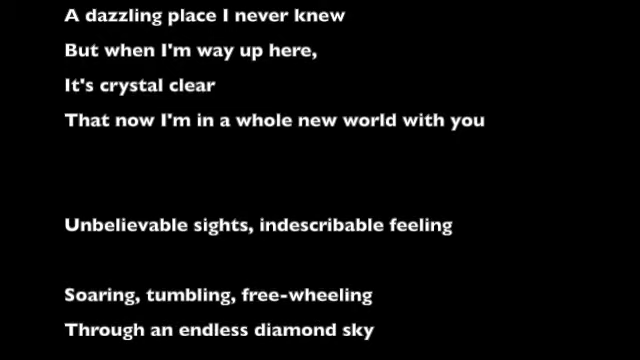 A dazzling place I never knew
But when I'm way up here,
It's crystal clear
That now I'm in a whole new world with you
Unbelievable sights, indescribable feeling
Soaring, tumbling, free-wheeling
Through an endless diamond sky